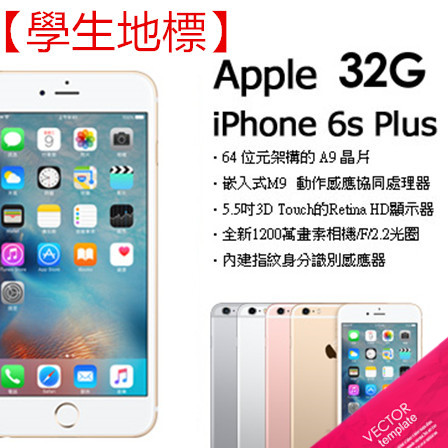 【學生地標】
Apple 32G
iPhone 6s Plus
· 64 位元架構的 A9 晶片
· 嵌入式M9 動作感應協同處理器
· 5.5吋3D Touch的Retina HD顯示器
· 全新1200萬畫素相機/F/2.2光圈
· 內建指紋身分識別感應器
VECTOR
template